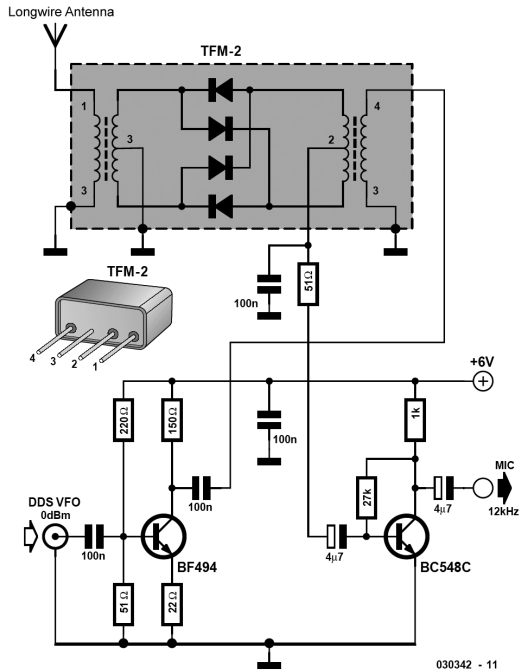 Longwire Antenna
TFM-2
1
3
3
2
4
3
TFM-2
4
3
2
1
100n
51Ω
+6V
220Ω
150Ω
100n
1k
27k
MIC
DDS VFO
0dBm
100n
100n
4µ7
4µ7
12kHz
BF494
BC548C
51Ω
22Ω
030342 - 11